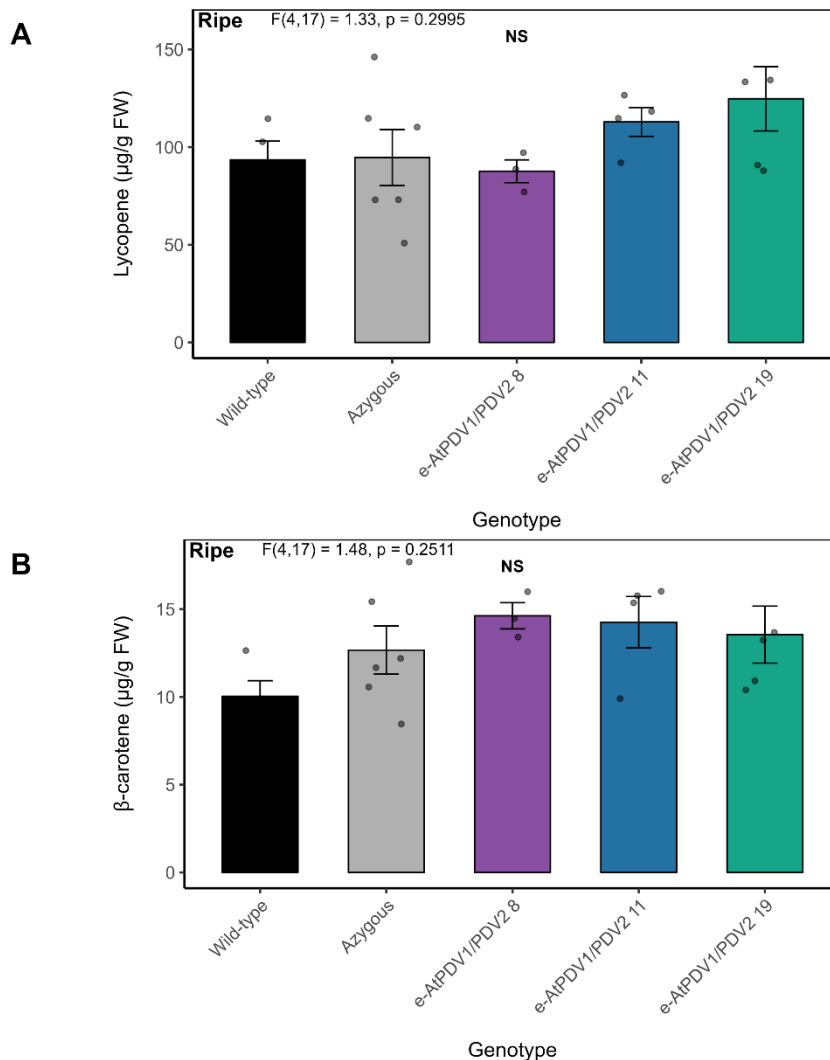 A
Ripe F(4,17) = 1.33, p = 0.2995
NS
150
100
50
0
Lycopene (µg/g FW)
Wild-type
Azygous
e-AtPDV1/PDV2 8
e-AtPDV1/PDV2 11
e-AtPDV1/PDV2 19
Genotype
B
Ripe F(4,17) = 1.48, p = 0.2511
NS
15
10
5
0
β-carotene (µg/g FW)
Wild-type
Azygous
e-AtPDV1/PDV2 8
e-AtPDV1/PDV2 11
e-AtPDV1/PDV2 19
Genotype